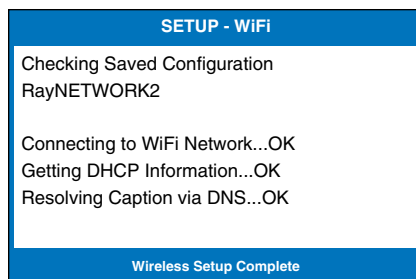 SETUP - WiFi
Checking Saved Configuration
RayNETWORK2
Connecting to WiFi Network...OK
Getting DHCP Information...OK
Resolving Caption via DNS...OK
Wireless Setup Complete